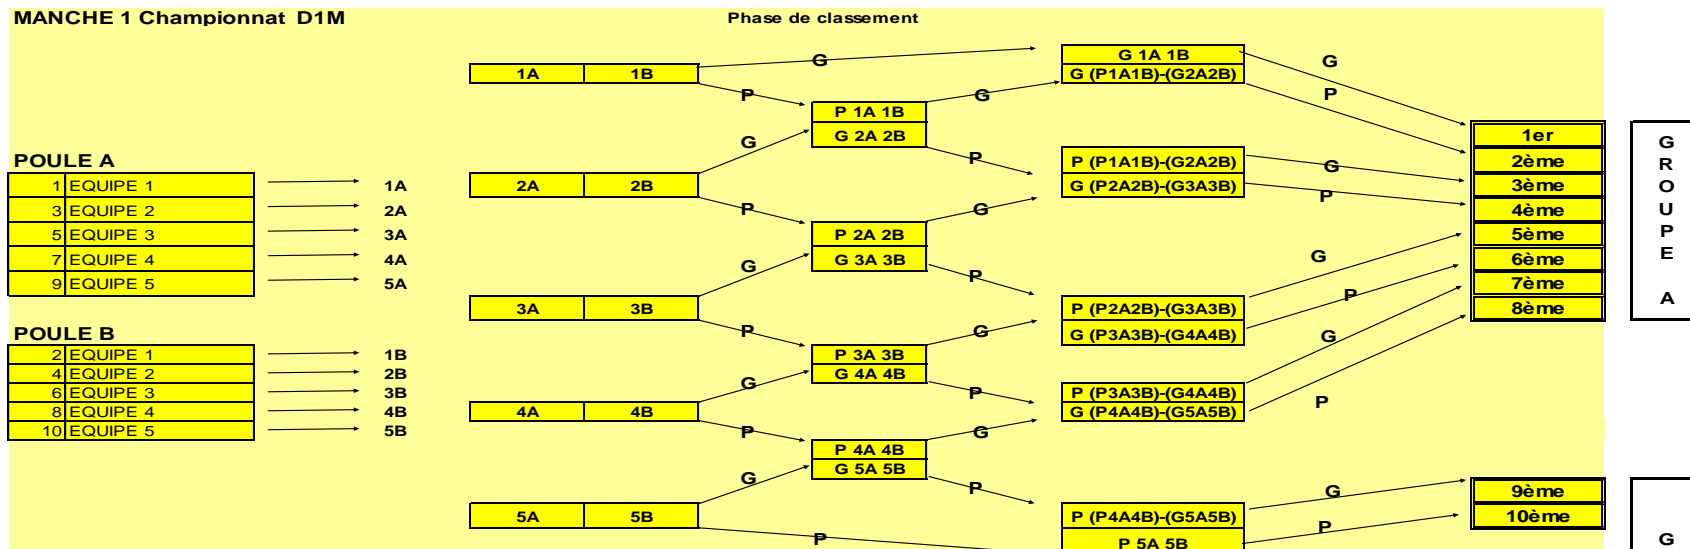 MANCHE 1 Championnat D1M
Phase de classement
G 1A 1B
G (P1A1B)-(G2A2B)
G
G
1A 1B
P
G
P
P 1A 1B
G 2A 2B
1er
2ème
3ème
4ème
5ème
6ème
7ème
8ème
GROUPE A
G
P
P (P1A1B)-(G2A2B)
G (P2A2B)-(G3A3B)
G
P
POULE A
1 EQUIPE 1 1A
3 EQUIPE 2 2A
5 EQUIPE 3 3A
7 EQUIPE 4 4A
9 EQUIPE 5 5A
2A 2B
P
G
P 2A 2B
G 3A 3B
G
P
G
P
P (P2A2B)-(G3A3B)
G (P3A3B)-(G4A4B)
3A 3B
P
G
G
POULE B
2 EQUIPE 1 1B
4 EQUIPE 2 2B
6 EQUIPE 3 3B
8 EQUIPE 4 4B
10 EQUIPE 5 5B
P 3A 3B
G 4A 4B
G
P
P (P3A3B)-(G4A4B)
G (P4A4B)-(G5A5B)
P
4A 4B
P
G
P 4A 4B
G 5A 5B
G
P
G
9ème
10ème
5A 5B
P (P4A4B)-(G5A5B)
P
P
P 5A 5B
G